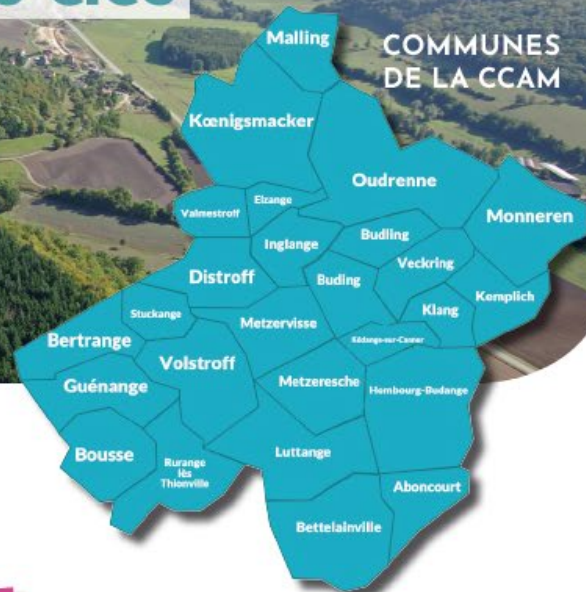 COMMUNES
DE LA CCAM
Malling
Kœnigsmacker
Oudrenne
Monneren
Valmestroff
Elzange
Inglange
Budling
Veckring
Distroff
Buding
Klang
Kemplich
Stuckange
Metzervisse
Kédange-sur-Canner
Bertrange
Volstroff
Guénange
Metzeresche
Hombourg-Budange
Bousse
Rurange
lès
Thionville
Luttange
Aboncourt
Bettelainville